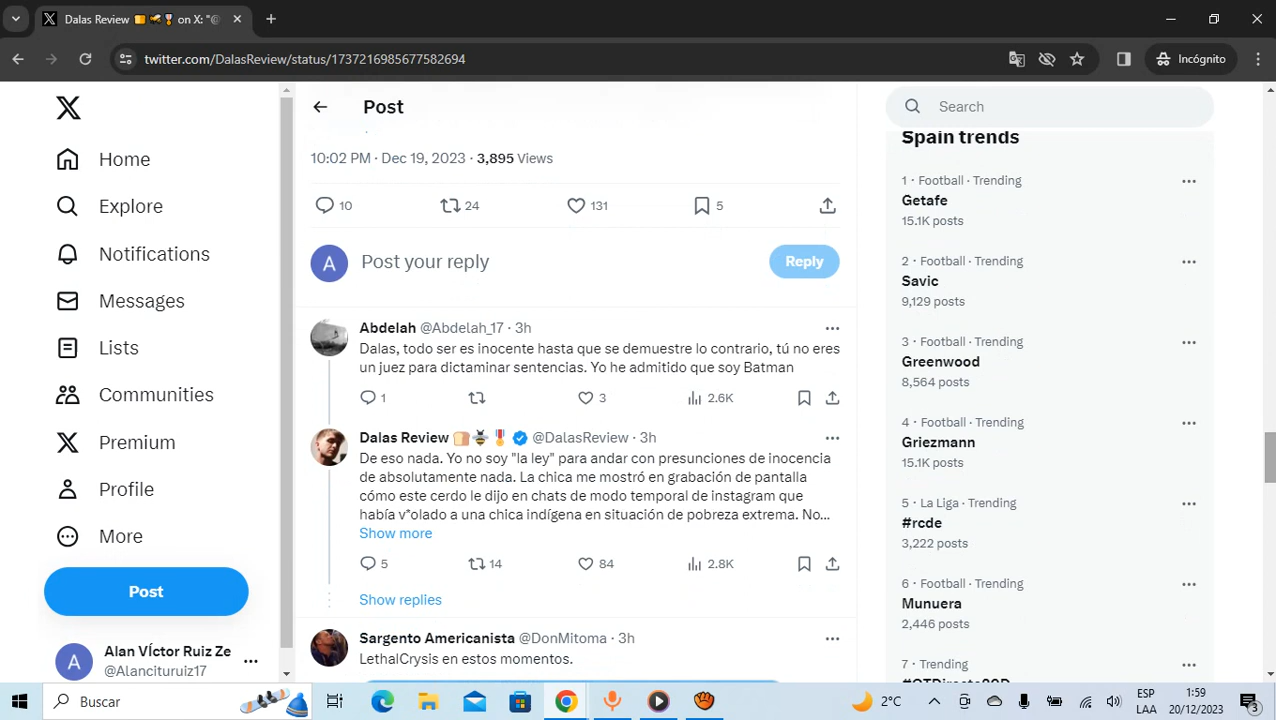 Dalas Review on X: "@
twitter.com/DalasReview/status/1737216985677582694
Incógnito
Home
Explore
Notifications
Messages
Lists
Communities
Premium
Profile
More
Post
Alan VÍctor Ruiz Ze
@Alancituruiz17
Post
10:02 PM · Dec 19, 2023 · 3,895 Views
10
24
131
5
A
Post your reply
Reply
Abdelah @Abdelah_17 · 3h
Dalas, todo ser es inocente hasta que se demuestre lo contrario, tú no eres
un juez para dictaminar sentencias. Yo he admitido que soy Batman
1
3
2.6K
Dalas Review @DalasReview · 3h
De eso nada. Yo no soy "la ley" para andar con presunciones de inocencia
de absolutamente nada. La chica me mostró en grabación de pantalla
cómo este cerdo le dijo en chats de modo temporal de instagram que
había v*olado a una chica indígena en situación de pobreza extrema. No...
Show more
5
14
84
2.8K
Show replies
Sargento Americanista @DonMitoma · 3h
LethalCrysis en estos momentos.
Search
Spain trends
1 · Football · Trending
Getafe
15.1K posts
2 · Football · Trending
Savic
9,129 posts
3 · Football · Trending
Greenwood
8,564 posts
4 · Football · Trending
Griezmann
15.1K posts
5 · La Liga · Trending
#rcde
3,222 posts
6 · Football · Trending
Munuera
2,446 posts
7 · Trending
A
Buscar
2°C
ESP
LAA
1:59
20/12/2023
3